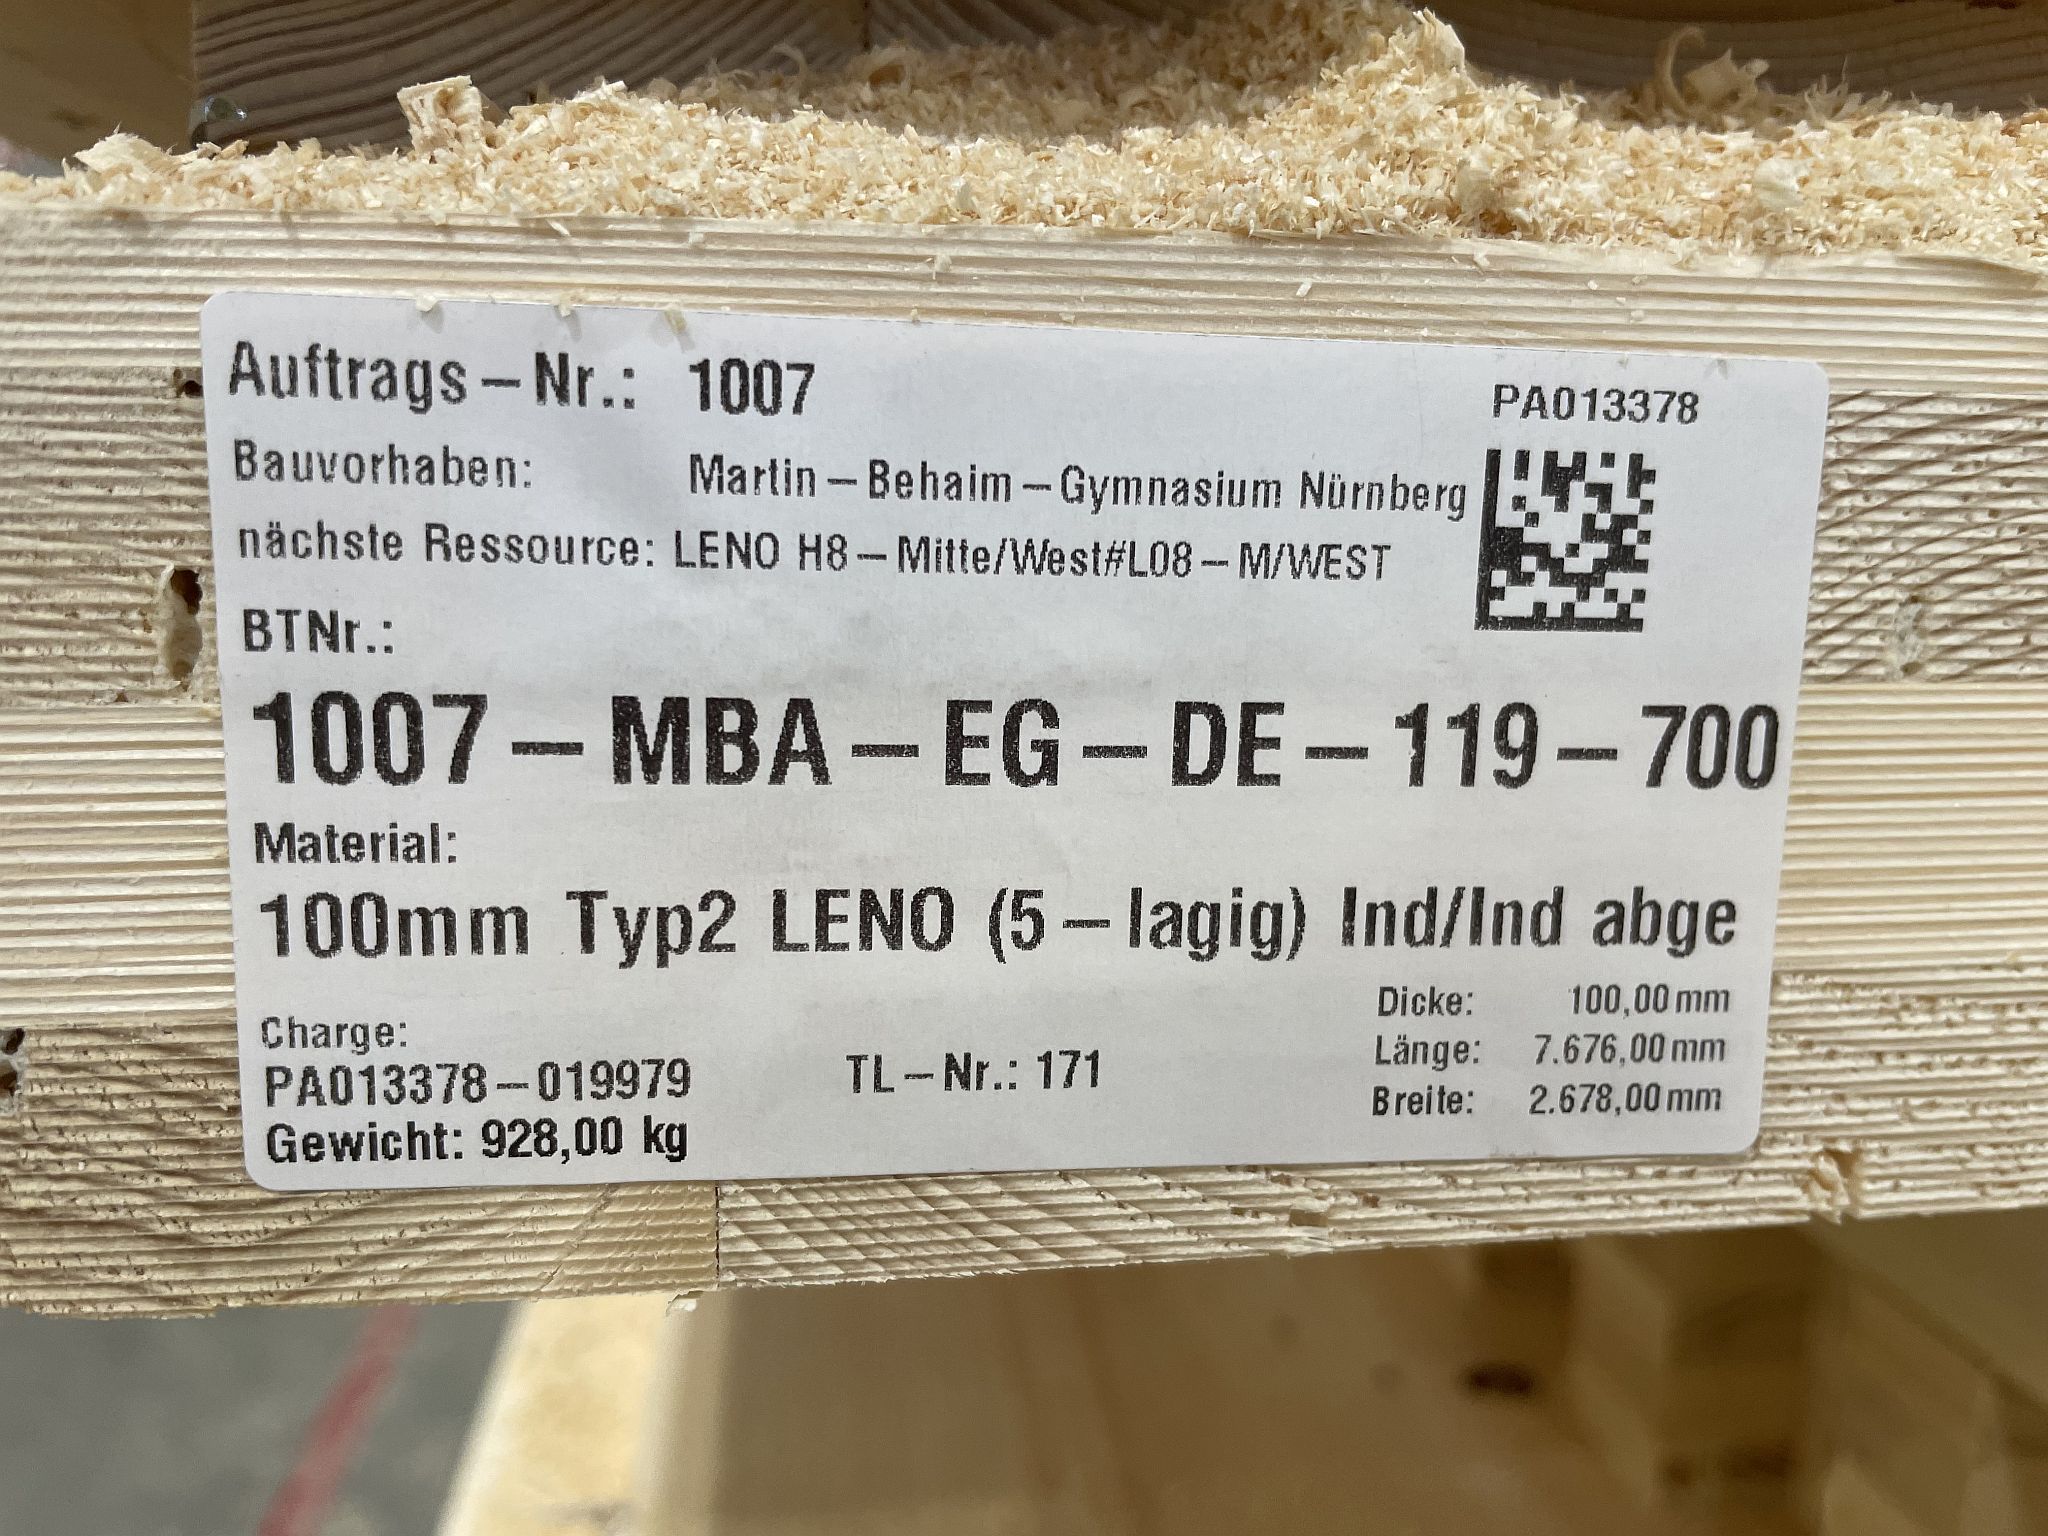 Auftrags-Nr.: 1007
PA013378
Bauvorhaben: Martin-Behaim-Gymnasium Nürnberg
nächste Ressource: LENO H8-Mitte/West#L08-M/WEST
BTNr.:
1007-MBA-EG-DE-119-700
Material:
100mm Typ2 LENO (5-lagig) Ind/Ind abge
Dicke: 100,00mm
Länge: 7.676,00mm
Breite: 2.678,00mm
Charge:
PA013378-019979
TL-Nr.: 171
Gewicht: 928,00 kg